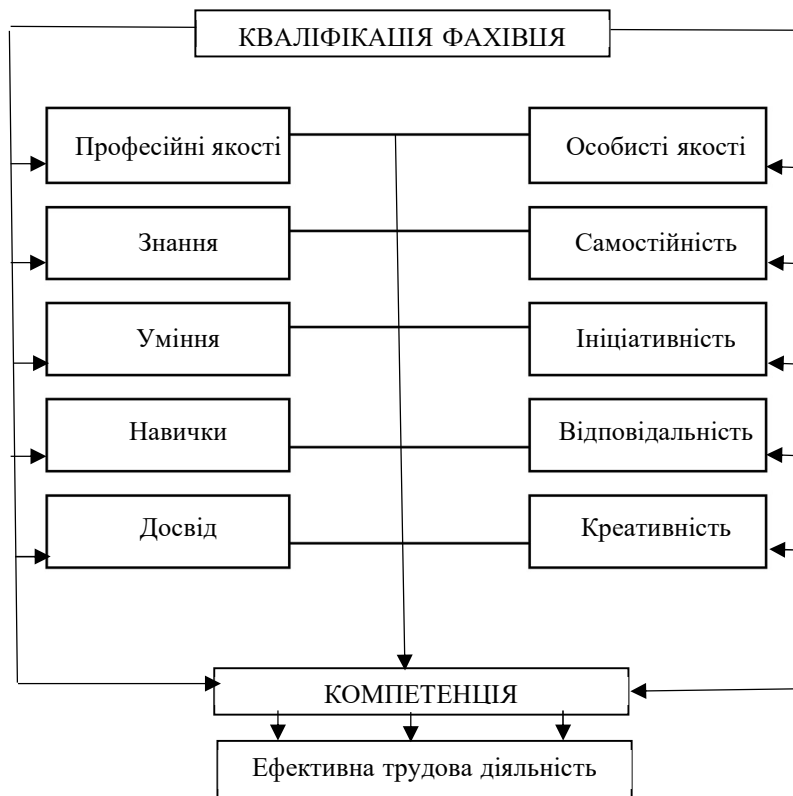 КВАЛІФІКАЦІЯ ФАХІВЦЯ
Професійні якості
Особисті якості
Знання
Самостійність
Уміння
Ініціативність
Навички
Відповідальність
Досвід
Креативність
КОМПЕТЕНЦІЯ
Ефективна трудова діяльність